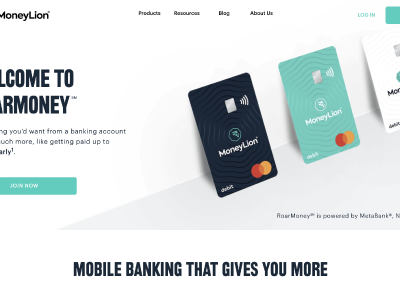 MoneyLion
Products Resources Blog About Us
LOG IN
LCOME TO
ARMONEY℠
ng you'd want from a banking account
uch more, like getting paid up to
arly¹.
JOIN NOW
MoneyLion
debit
MoneyLion
debit
RoarMoney℠ is powered by MetaBank®, N
MOBILE BANKING THAT GIVES YOU MORE